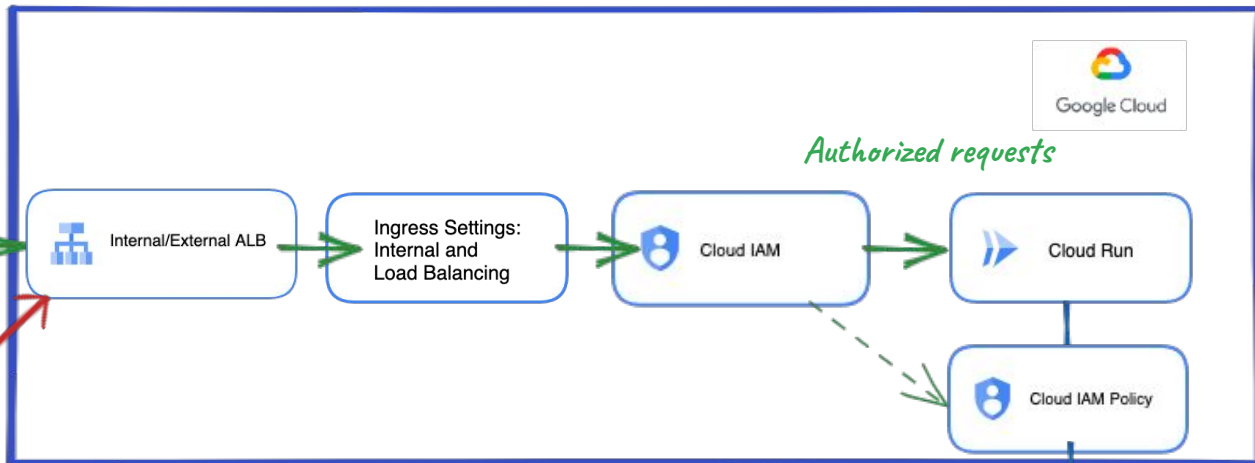 Google Cloud
Authorized requests
Internal/External ALB
Ingress Settings:
Internal and
Load Balancing
Cloud IAM
Cloud Run
Cloud IAM Policy